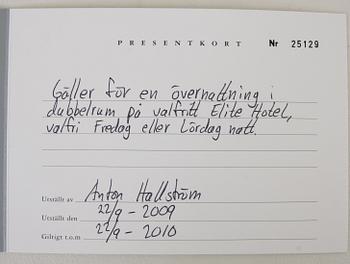 PRESENTKORT Nr 25129
Gäller för en övernattning i
dubbelrum på valfritt Elite Hotel,
valfri Fredag eller Lördag natt.
Utställt av Anton Hallström
Utställt den 22/9 - 2009
Giltigt t.o.m 22/9 - 2010